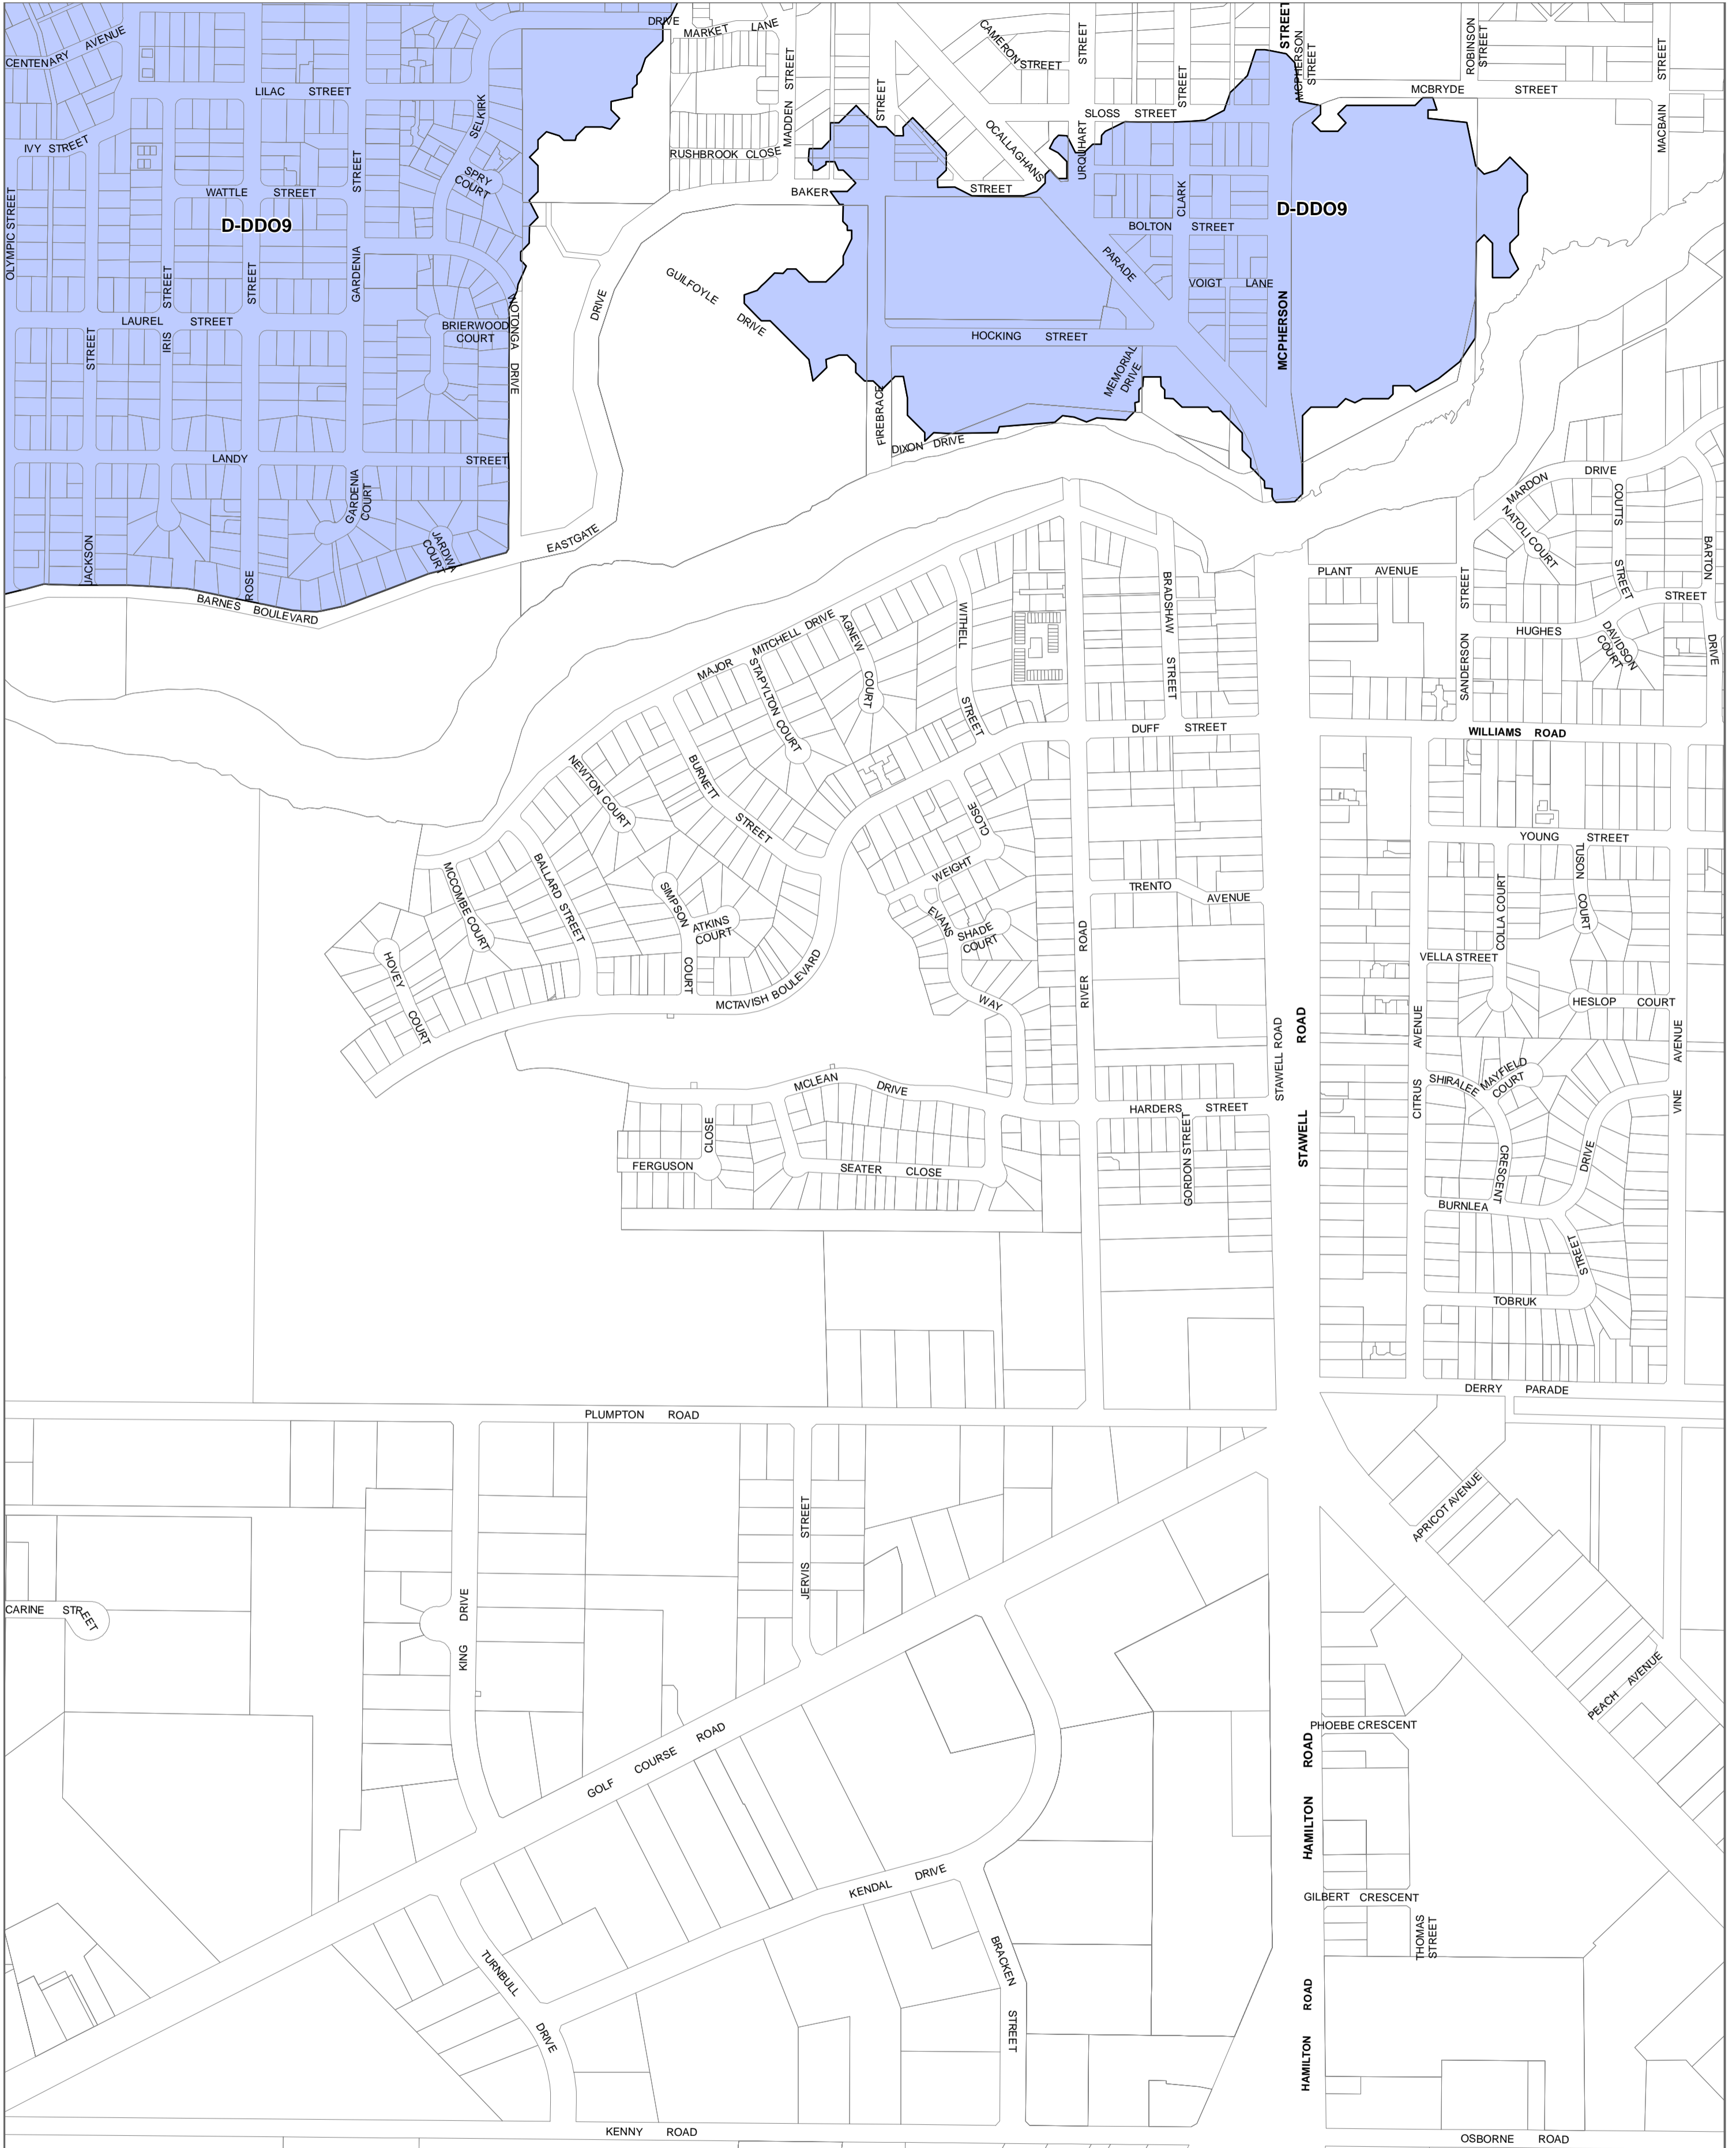 CENTENARY AVENUE
DRIVE
MARKET LANE
CAMERON STREET
STREET
STREET
MCPHERSON STREET
ROBINSON STREET
STREET
LILAC STREET
SELKIRK
MADDEN STREET
STREET
STREET
MCBRYDE STREET
SLOSS STREET
MACBAIN
IVY STREET
RUSHBROOK CLOSE
OCALLAGHANS
URQUHART
SPRY COURT
STREET
WATTLE STREET
BAKER
STREET
CLARK
OLYMPIC STREET
D-DDO9
D-DDO9
BOLTON STREET
GARDENIA
STREET
STREET
PARADE
GUILFOYLE DRIVE
VOIGT LANE
DRIVE
LAUREL STREET
IRIS
STREET
BRIERWOOD COURT
WOTONGA DRIVE
HOCKING STREET
MCPHERSON
MEMORIAL DRIVE
FIREBRACE
DIXON DRIVE
LANDY STREET
GARDENIA COURT
JARDWA COURT
EASTGATE
JACKSON
ROSE
BARNES BOULEVARD
MARDON DRIVE
COUTTS STREET
NATOLI COURT
BARTON DRIVE
PLANT AVENUE
SANDERSON STREET
STREET
HUGHES
DAVIDSON COURT
WITHELL STREET
BRADSHAW STREET
MAJOR MITCHELL DRIVE
AGNEW COURT
STAPYLTON COURT
DUFF STREET
WILLIAMS ROAD
NEWTON COURT
BURNETT STREET
CLOSE
WEIGHT
YOUNG STREET
TUSON COURT
MCCOMBE COURT
BALLARD STREET
SIMPSON COURT
ATKINS COURT
TRENTO AVENUE
EVANS WAY
SHADE COURT
COLLA COURT
VELLA STREET
HOVEY COURT
MCTAVISH BOULEVARD
RIVER ROAD
STAWELL ROAD
STAWELL ROAD
HESLOP COURT
CITRUS AVENUE
VINE AVENUE
MCLEAN DRIVE
SHIRALEE CRESCENT
MAYFIELD COURT
HARDERS STREET
GORDON STREET
FERGUSON CLOSE
SEATER CLOSE
DRIVE
BURNLEA
STREET
TOBRUK
DERRY PARADE
PLUMPTON ROAD
APRICOT AVENUE
JERVIS STREET
CARINE STREET
KING DRIVE
PEACH AVENUE
PHOEBE CRESCENT
GOLF COURSE ROAD
HAMILTON ROAD
KENDAL DRIVE
GILBERT CRESCENT
THOMAS STREET
TURNBULL DRIVE
BRACKEN STREET
HAMILTON ROAD
KENNY ROAD
OSBORNE ROAD